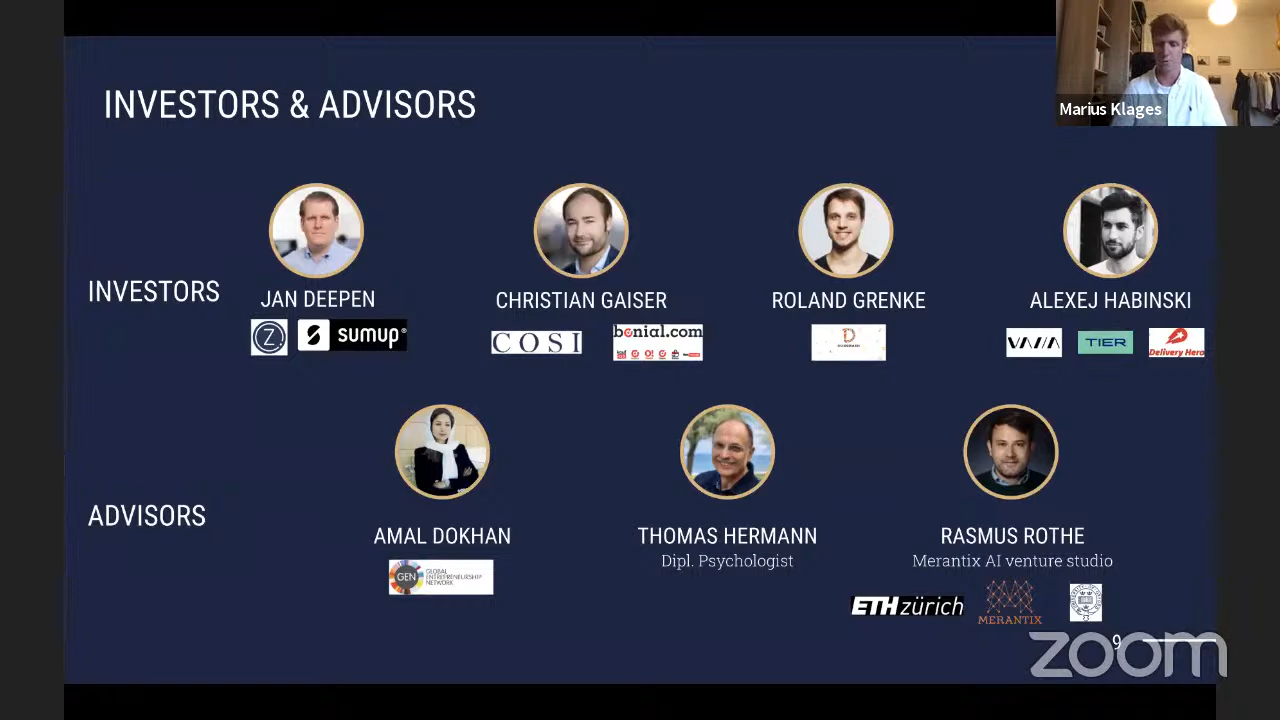 INVESTORS & ADVISORS
Marius Klages
INVESTORS
JAN DEEPEN
CHRISTIAN GAISER
ROLAND GRENKE
ALEXEJ HABINSKI
Z
sumup®
COSI
bonial.com
D
TIER
Delivery Hero
ADVISORS
AMAL DOKHAN
THOMAS HERMANN
RASMUS ROTHE
Dipl. Psychologist
Merantix AI venture studio
GEN
GLOBAL
ENTREPRENEURSHIP
NETWORK
ETH zürich
MERANTIX
9
zoom